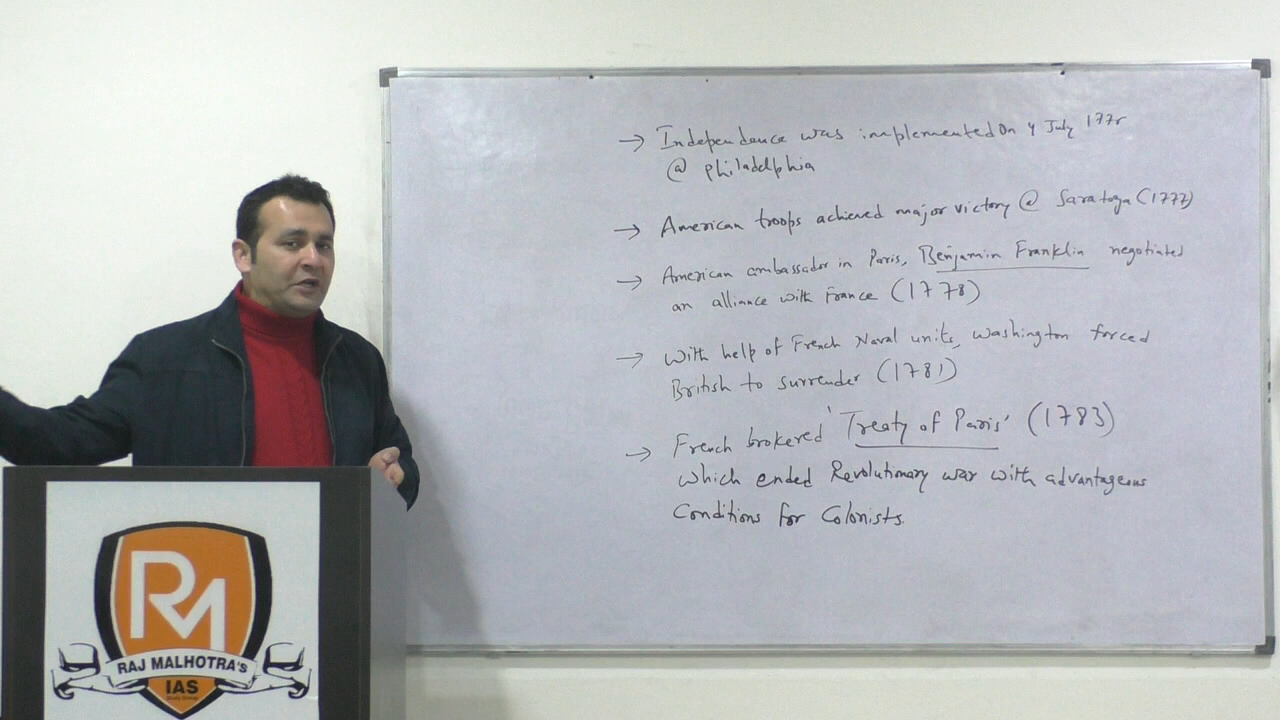 → Independence was implemented on 4 July 177
@ philadelphia
→ American troops achieved major victory @ Saratoga (1777)
→ American ambassador in Paris, Benjamin Franklin negotiated
an alliance with France (1778)
→ With help of French Naval units, washington forced
British to surrender (1781)
→ French brokered 'Treaty of Paris' (1783)
which ended Revolutionary war with advantageous
Conditions for Colonists.
RM
RAJ MALHOTRA'S
IAS